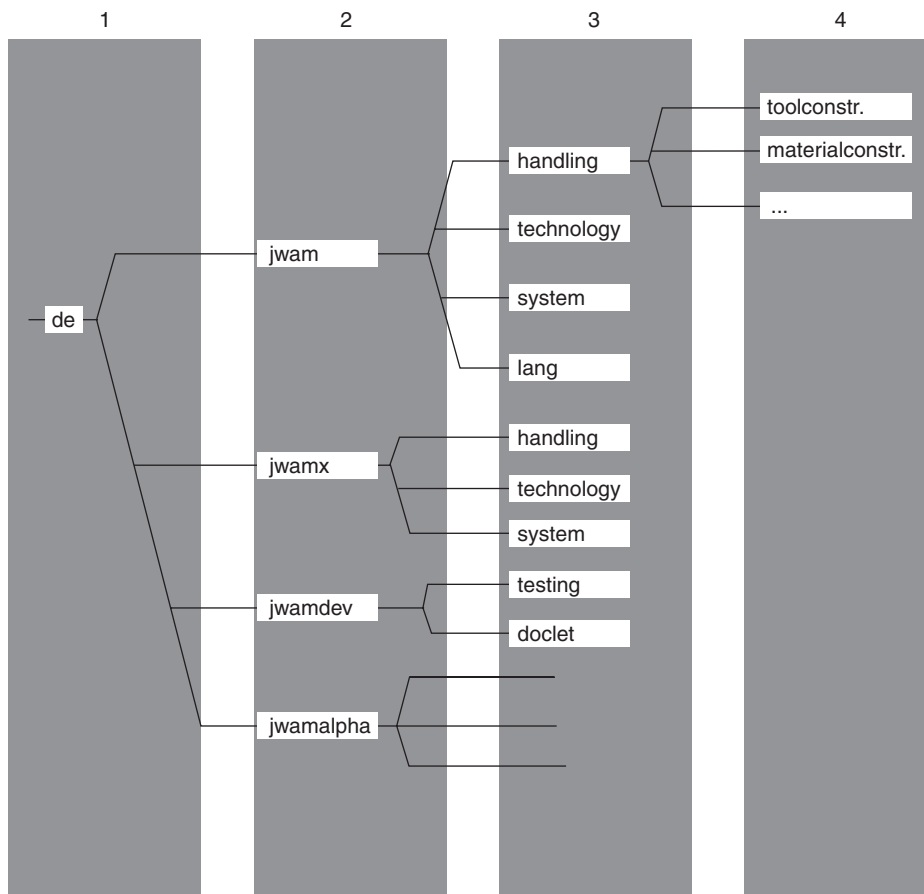 1
2
3
4
de
jwam
handling
toolconstr.
materialconstr.
...
technology
system
lang
jwamx
handling
technology
system
jwamdev
testing
doclet
jwamalpha